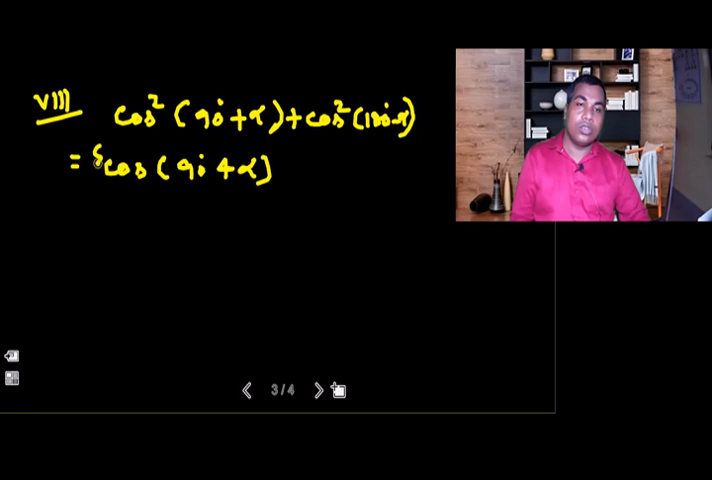 VIII cos² (90°+α)+cos²(180°-α)
= {cos (90°+α)
3/4